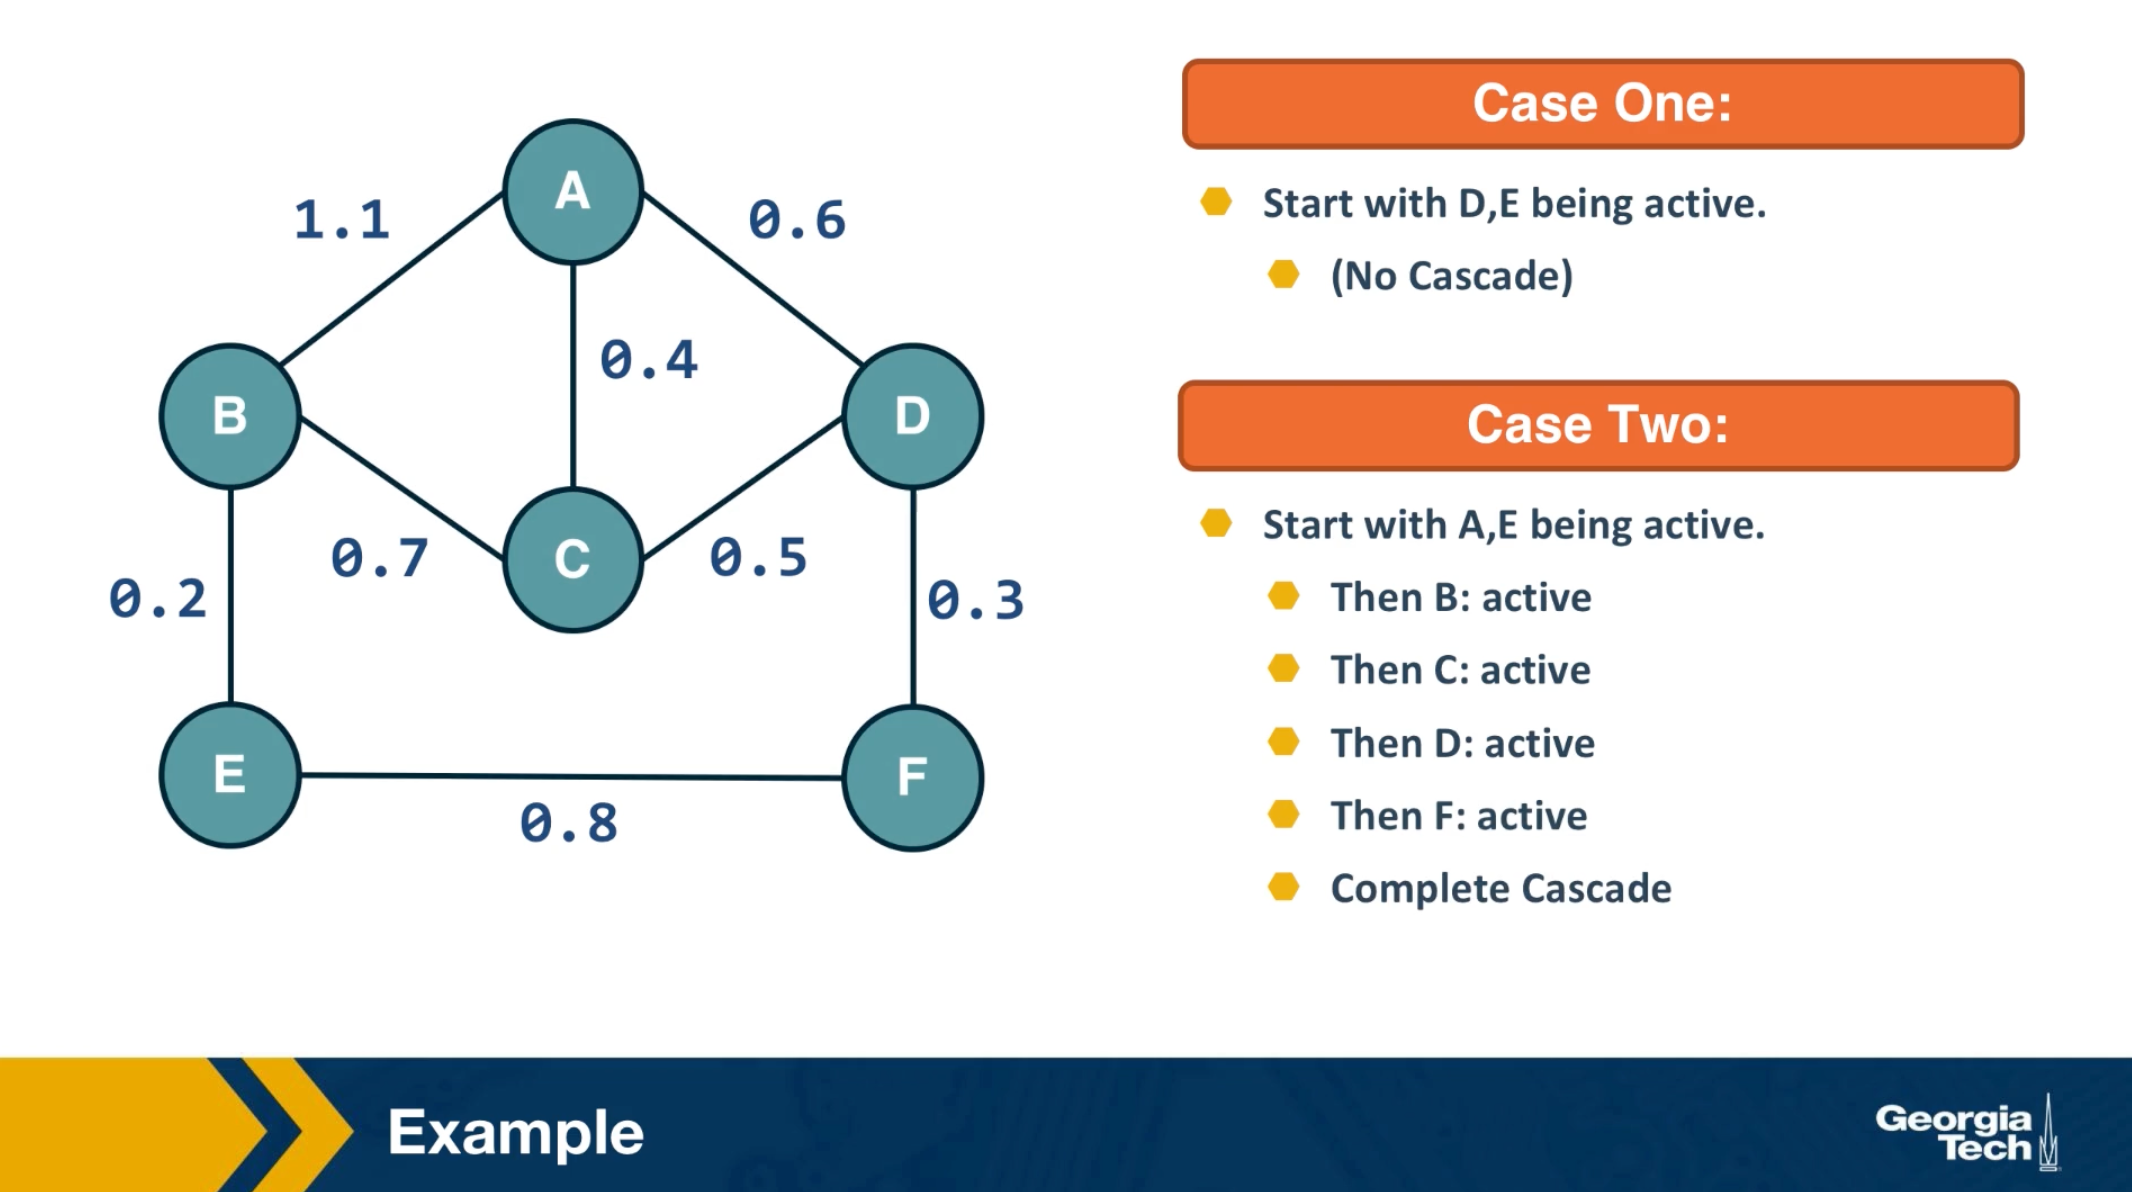 A
1.1
0.6
0.4
B
D
0.7
C
0.5
0.2
0.3
E
F
0.8
Case One:
Start with D,E being active.
(No Cascade)
Case Two:
Start with A,E being active.
Then B: active
Then C: active
Then D: active
Then F: active
Complete Cascade
Example
Georgia
Tech